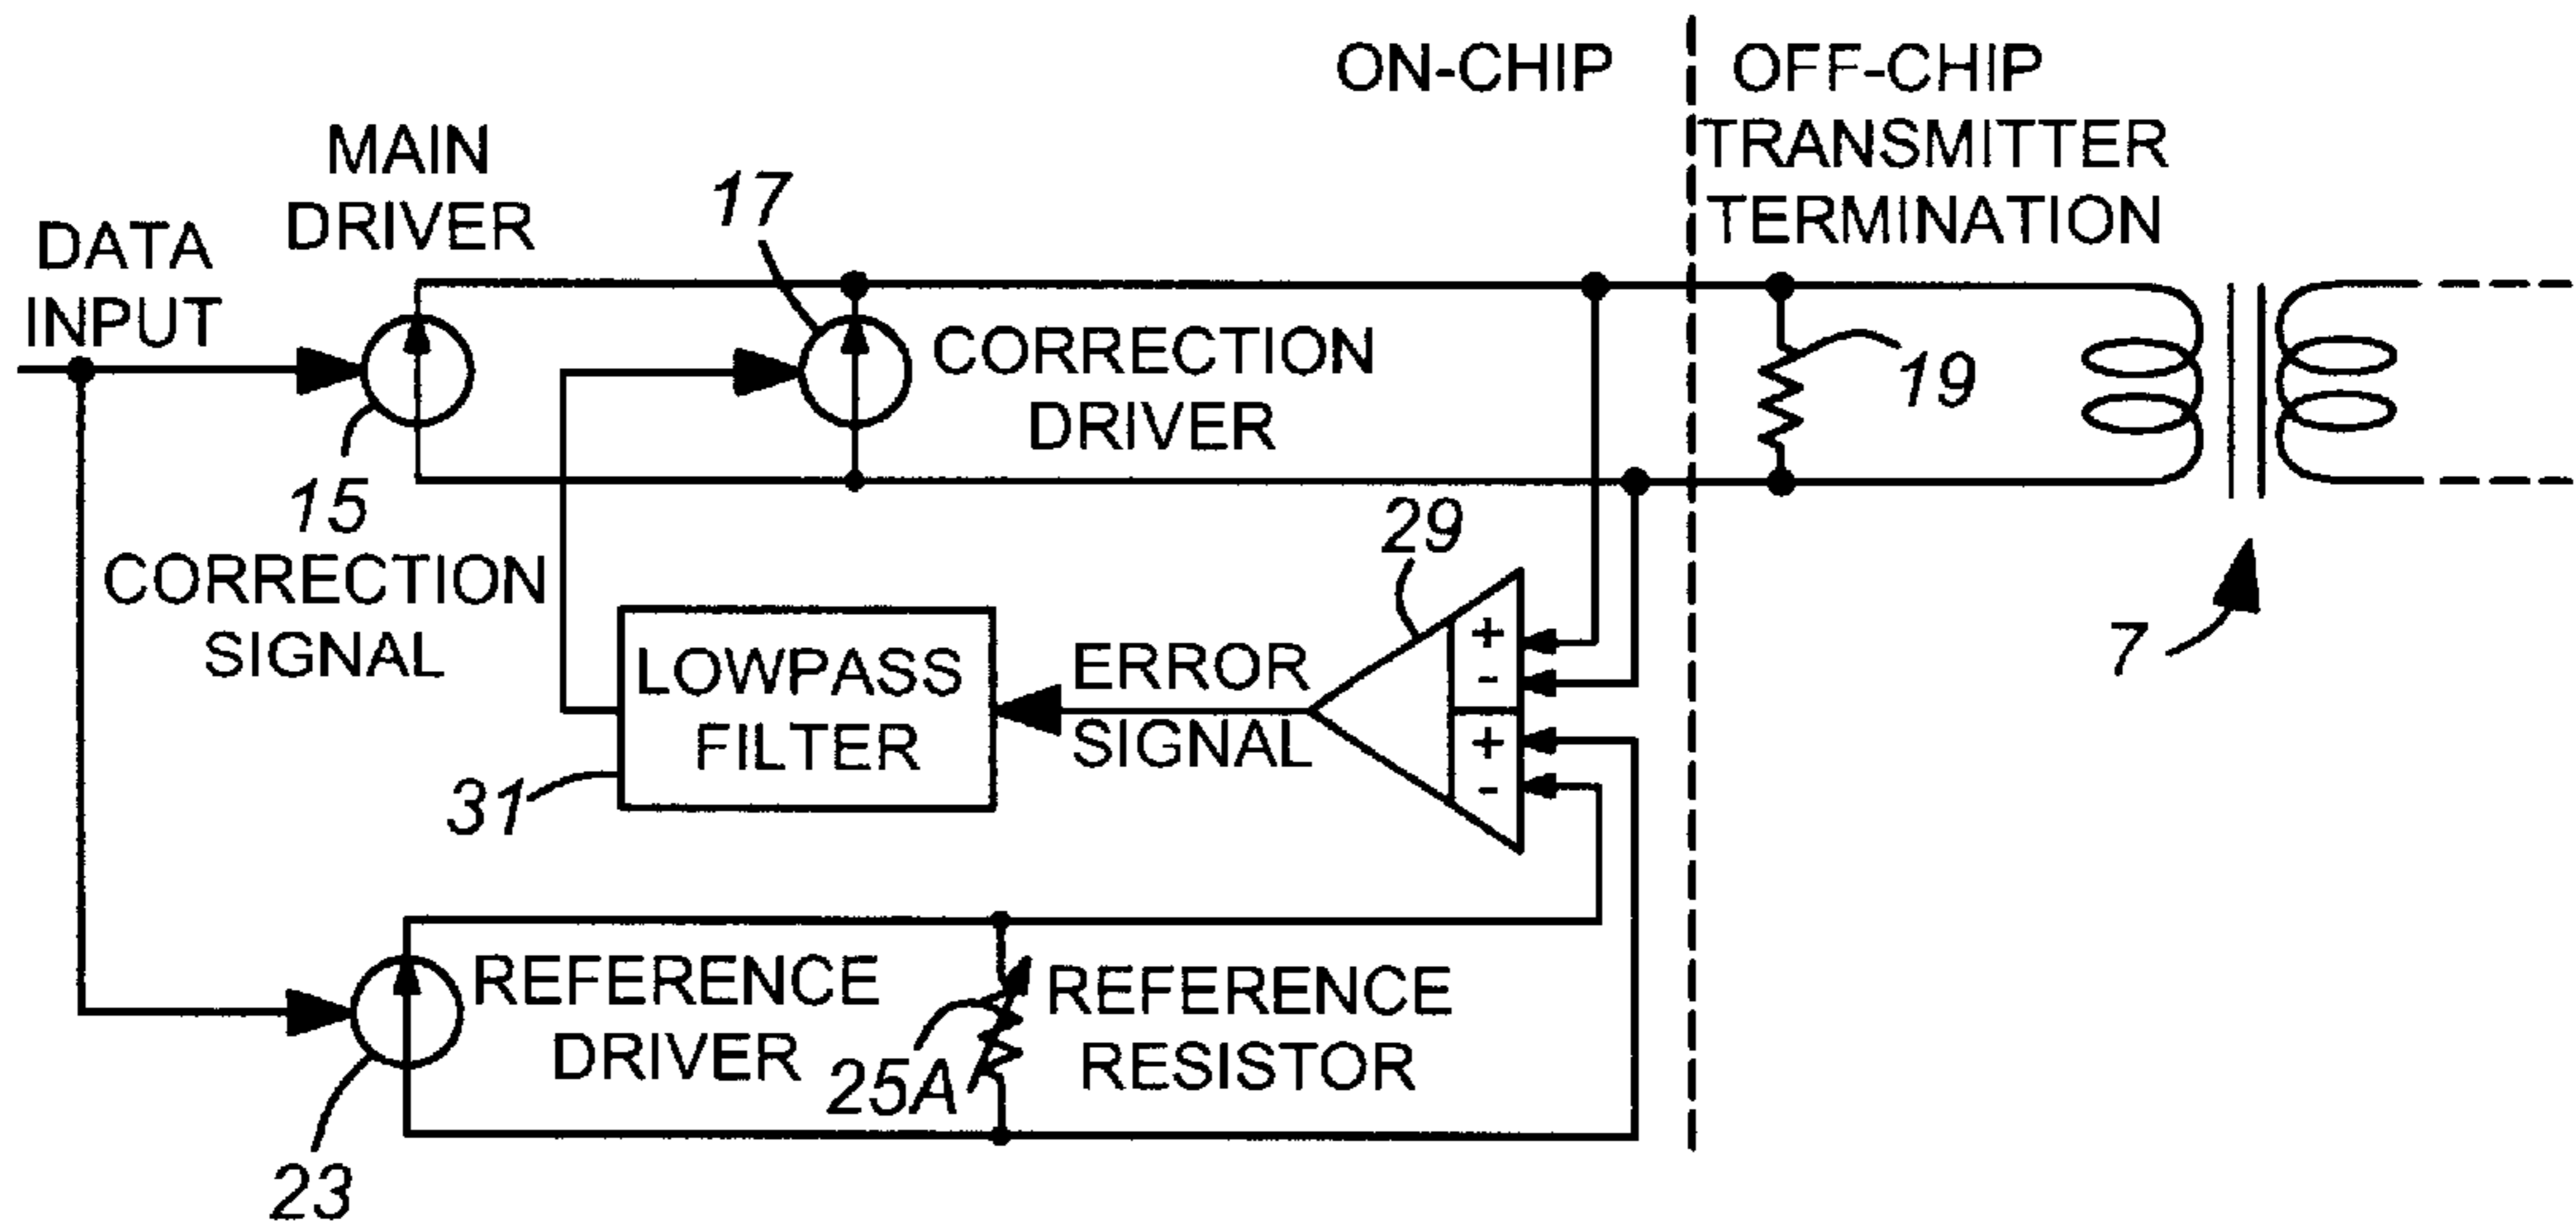 ON-CHIP
OFF-CHIP
TRANSMITTER
TERMINATION
MAIN
DRIVER
17
DATA
INPUT
CORRECTION
DRIVER
19
15
CORRECTION
SIGNAL
29
LOWPASS
FILTER
ERROR
SIGNAL
+
-
+
-
7
31
REFERENCE
DRIVER
25A
REFERENCE
RESISTOR
23